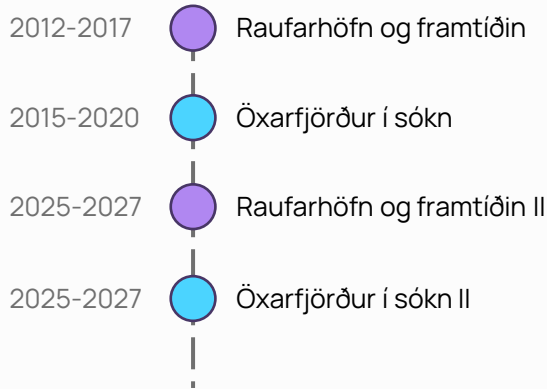 2012-2017 Raufarhöfn og framtíðin
2015-2020 Öxarfjörður í sókn
2025-2027 Raufarhöfn og framtíðin II
2025-2027 Öxarfjörður í sókn II